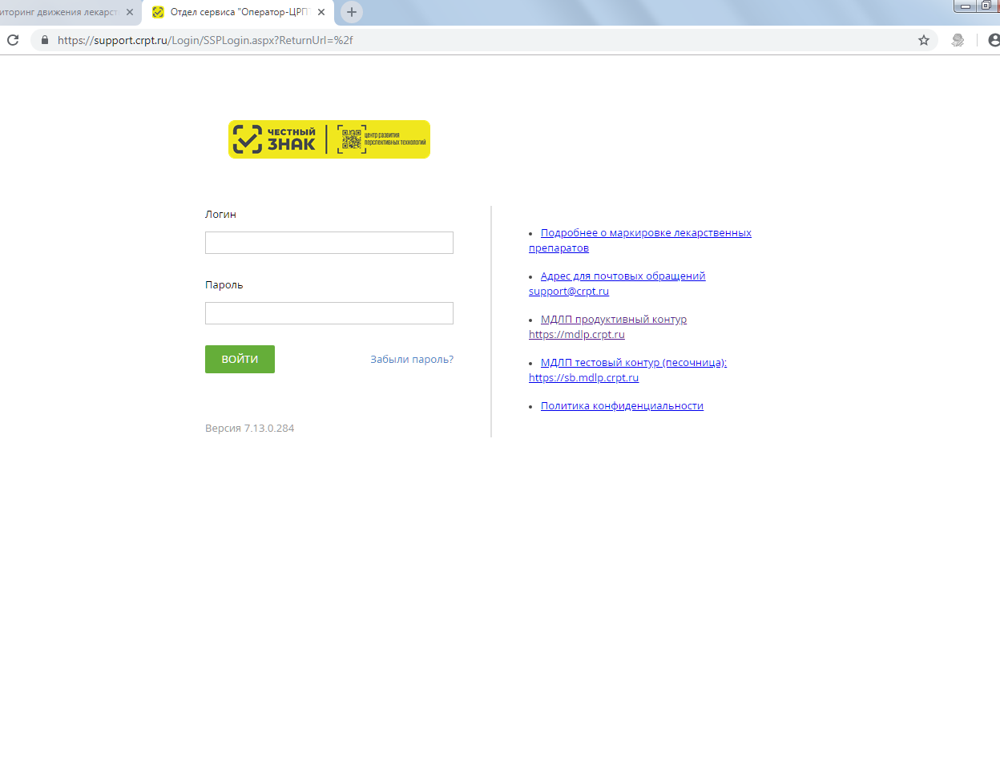 иторинг движения лекарст
Отдел сервиса "Оператор-ЦРПТ
https://support.crpt.ru/Login/SSPLogin.aspx?ReturnUrl=%2f
ЧЕСТНЫЙ
ЗНАК
центр развития
перспективных технологий
Логин
Пароль
ВОЙТИ
Забыли пароль?
Версия 7.13.0.284
Подробнее о маркировке лекарственных
препаратов
Адрес для почтовых обращений
support@crpt.ru
МДЛП продуктивный контур
https://mdlp.crpt.ru
МДЛП тестовый контур (песочница):
https://sb.mdlp.crpt.ru
Политика конфиденциальности